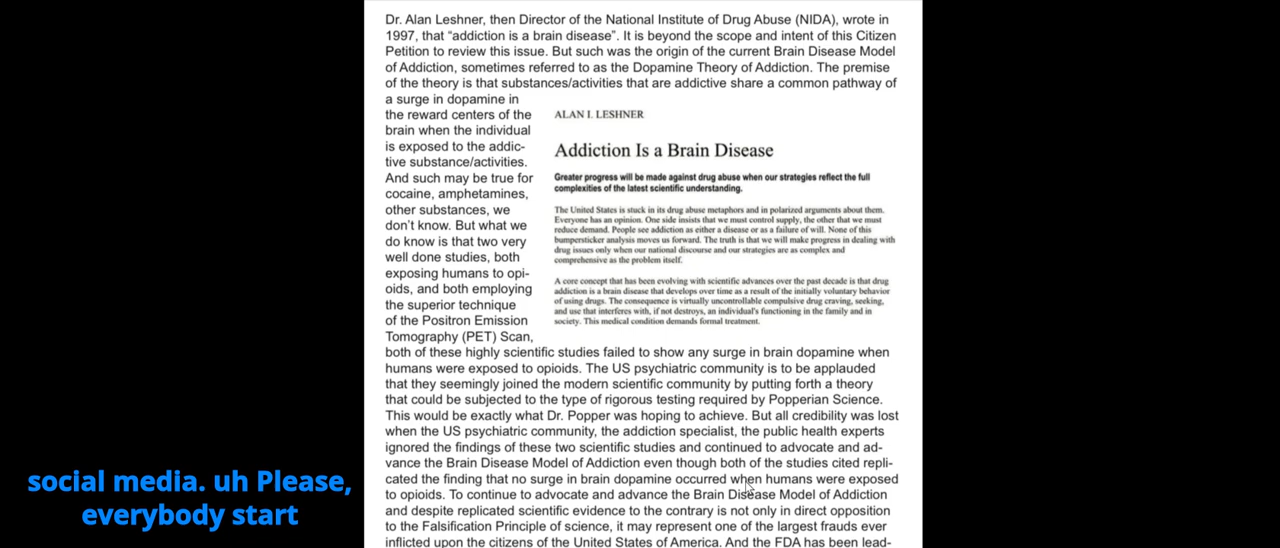 Dr. Alan Leshner, then Director of the National Institute of Drug Abuse (NIDA), wrote in
1997, that “addiction is a brain disease”. It is beyond the scope and intent of this Citizen
Petition to review this issue. But such was the origin of the current Brain Disease Model
of Addiction, sometimes referred to as the Dopamine Theory of Addiction. The premise
of the theory is that substances/activities that are addictive share a common pathway of
a surge in dopamine in
the reward centers of the
brain when the individual
is exposed to the addic-
tive substance/activities.
And such may be true for
cocaine, amphetamines,
other substances, we
don’t know. But what we
do know is that two very
well done studies, both
exposing humans to opi-
oids, and both employing
the superior technique
of the Positron Emission
Tomography (PET) Scan,
ALAN I. LESHNER
Addiction Is a Brain Disease
Greater progress will be made against drug abuse when our strategies reflect the full
complexities of the latest scientific understanding.
The United States is stuck in its drug abuse metaphors and in polarized arguments about them.
Everyone has an opinion. One side insists that we must control supply, the other that we must
reduce demand. People see addiction as either a disease or as a failure of will. None of this
bumpersticker analysis moves us forward. The truth is that we will make progress in dealing with
drug issues only when our national discourse and our strategies are as complex and
comprehensive as the problem itself.
A core concept that has been evolving with scientific advances over the past decade is that drug
addiction is a brain disease that develops over time as a result of the initially voluntary behavior
of using drugs. The consequence is virtually uncontrollable compulsive drug craving, seeking,
and use that interferes with, if not destroys, an individual's functioning in the family and in
society. This medical condition demands formal treatment.
both of these highly scientific studies failed to show any surge in brain dopamine when
humans were exposed to opioids. The US psychiatric community is to be applauded
that they seemingly joined the modern scientific community by putting forth a theory
that could be subjected to the type of rigorous testing required by Popperian Science.
This would be exactly what Dr. Popper was hoping to achieve. But all credibility was lost
when the US psychiatric community, the addiction specialist, the public health experts
ignored the findings of these two scientific studies and continued to advocate and ad-
vance the Brain Disease Model of Addiction even though both of the studies cited repli-
cated the finding that no surge in brain dopamine occurred when humans were exposed
to opioids. To continue to advocate and advance the Brain Disease Model of Addiction
and despite replicated scientific evidence to the contrary is not only in direct opposition
to the Falsification Principle of science, it may represent one of the largest frauds ever
inflicted upon the citizens of the United States of America. And the FDA has been lead-
social media. uh Please,
everybody start